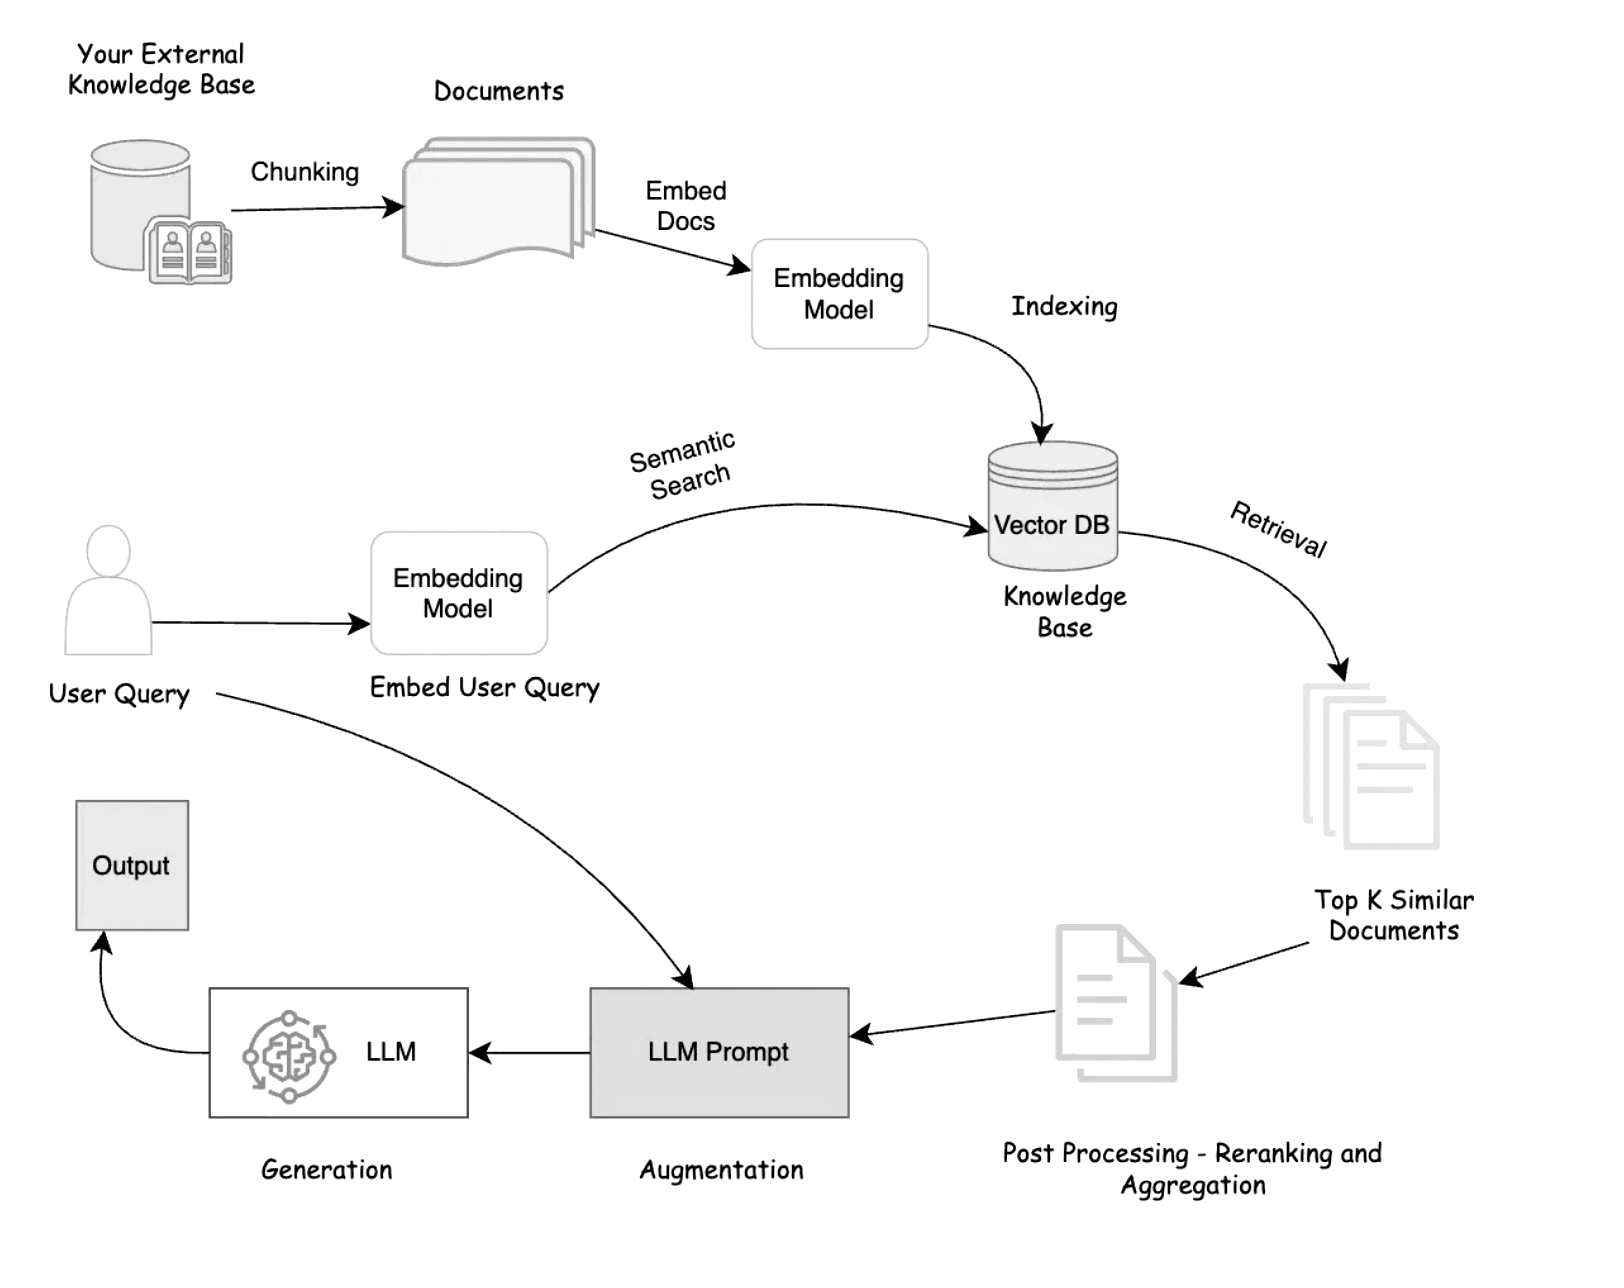 Your External
Knowledge Base
Documents
Chunking
Embed
Docs
Embedding
Model
Indexing
Semantic
Search
Vector DB
Retrieval
Knowledge
Base
Embedding
Model
User Query
Embed User Query
Output
Top K Similar
Documents
LLM
LLM Prompt
Generation
Augmentation
Post Processing - Reranking and
Aggregation